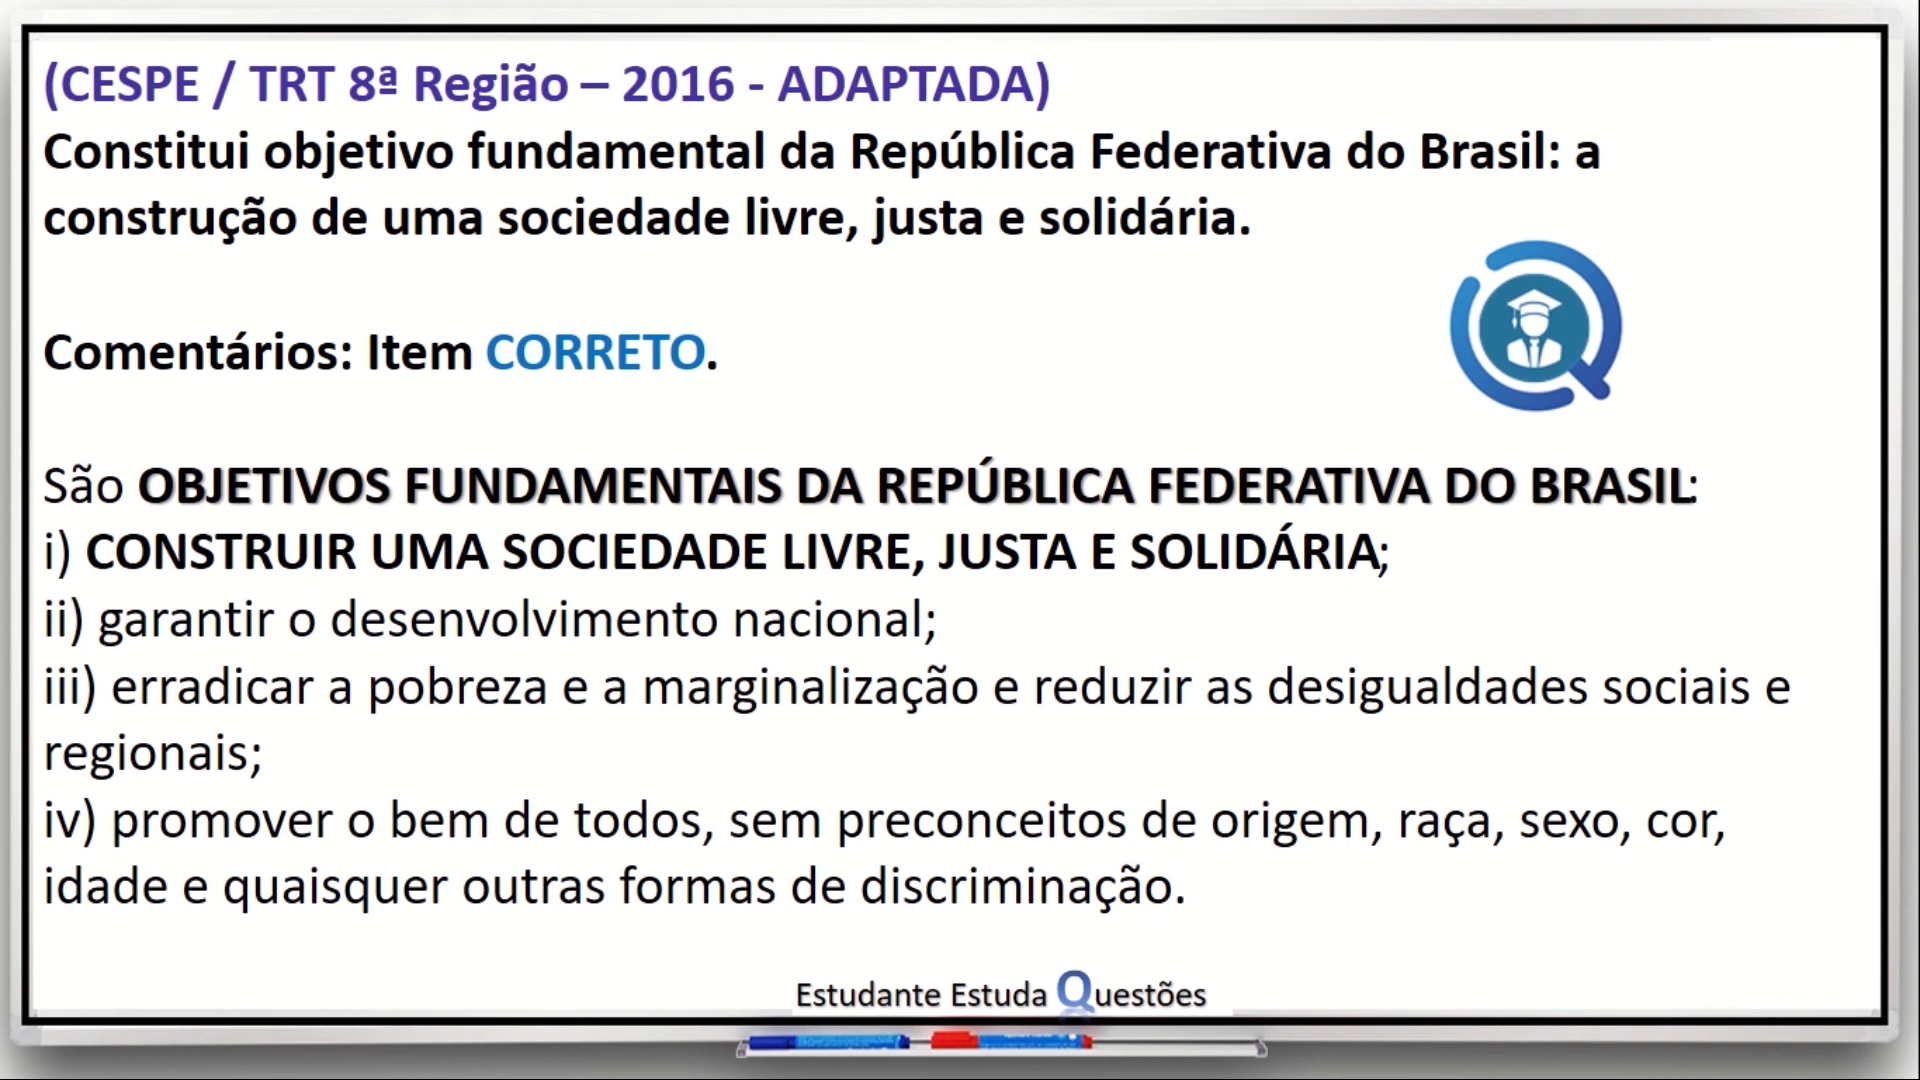 (CESPE / TRT 8ª Região – 2016 - ADAPTADA)
Constitui objetivo fundamental da República Federativa do Brasil: a
construção de uma sociedade livre, justa e solidária.
Comentários: Item CORRETO.
São OBJETIVOS FUNDAMENTAIS DA REPÚBLICA FEDERATIVA DO BRASIL:
i) CONSTRUIR UMA SOCIEDADE LIVRE, JUSTA E SOLIDÁRIA;
ii) garantir o desenvolvimento nacional;
iii) erradicar a pobreza e a marginalização e reduzir as desigualdades sociais e
regionais;
iv) promover o bem de todos, sem preconceitos de origem, raça, sexo, cor,
idade e quaisquer outras formas de discriminação.
Estudante Estuda Questões